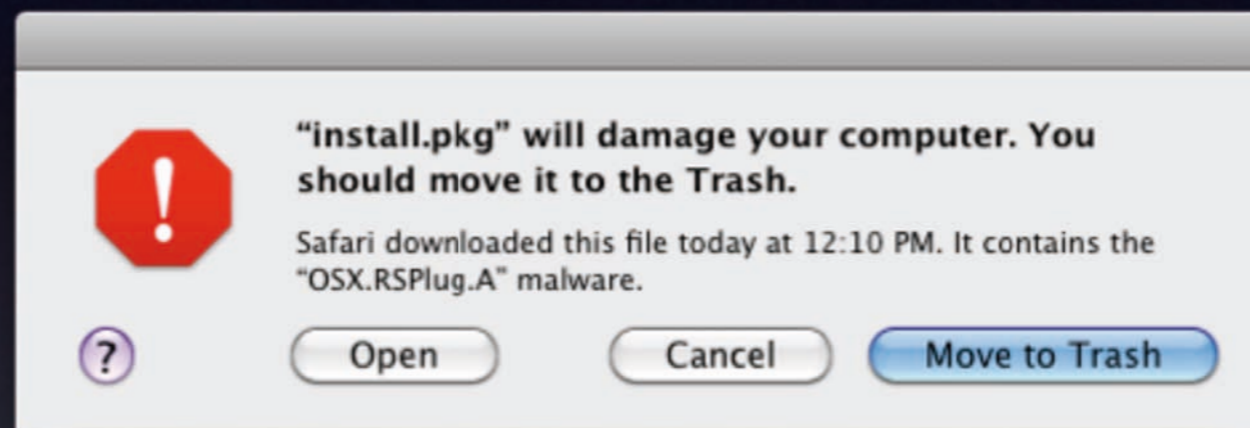 “install.pkg” will damage your computer. You
should move it to the Trash.
Safari downloaded this file today at 12:10 PM. It contains the
“OSX.RSPlug.A” malware.
? Open Cancel Move to Trash